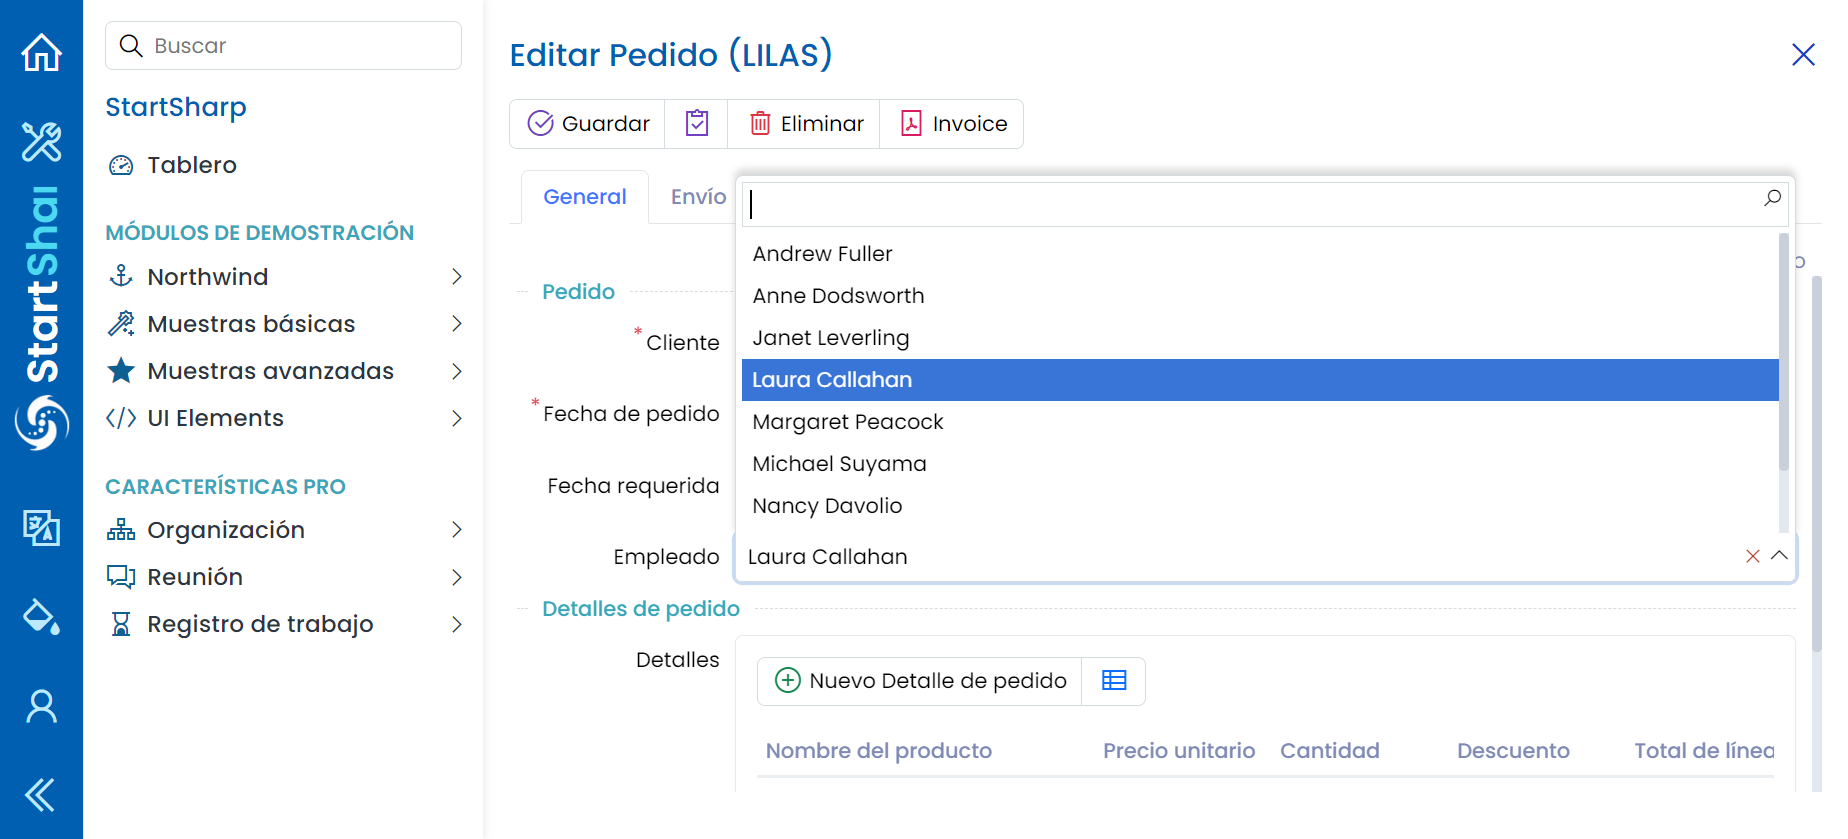 StartShar
Buscar
StartSharp
Tablero
MÓDULOS DE DEMOSTRACIÓN
Northwind
Muestras básicas
Muestras avanzadas
UI Elements
CARACTERÍSTICAS PRO
Organización
Reunión
Registro de trabajo
Editar Pedido (LILAS)
Guardar
Eliminar
Invoice
General
Envío
Andrew Fuller
Anne Dodsworth
Janet Leverling
Laura Callahan
Margaret Peacock
Michael Suyama
Nancy Davolio
o
Pedido
* Cliente
* Fecha de pedido
Fecha requerida
Empleado
Laura Callahan
Detalles de pedido
Detalles
Nuevo Detalle de pedido
Nombre del producto Precio unitario Cantidad Descuento Total de línea